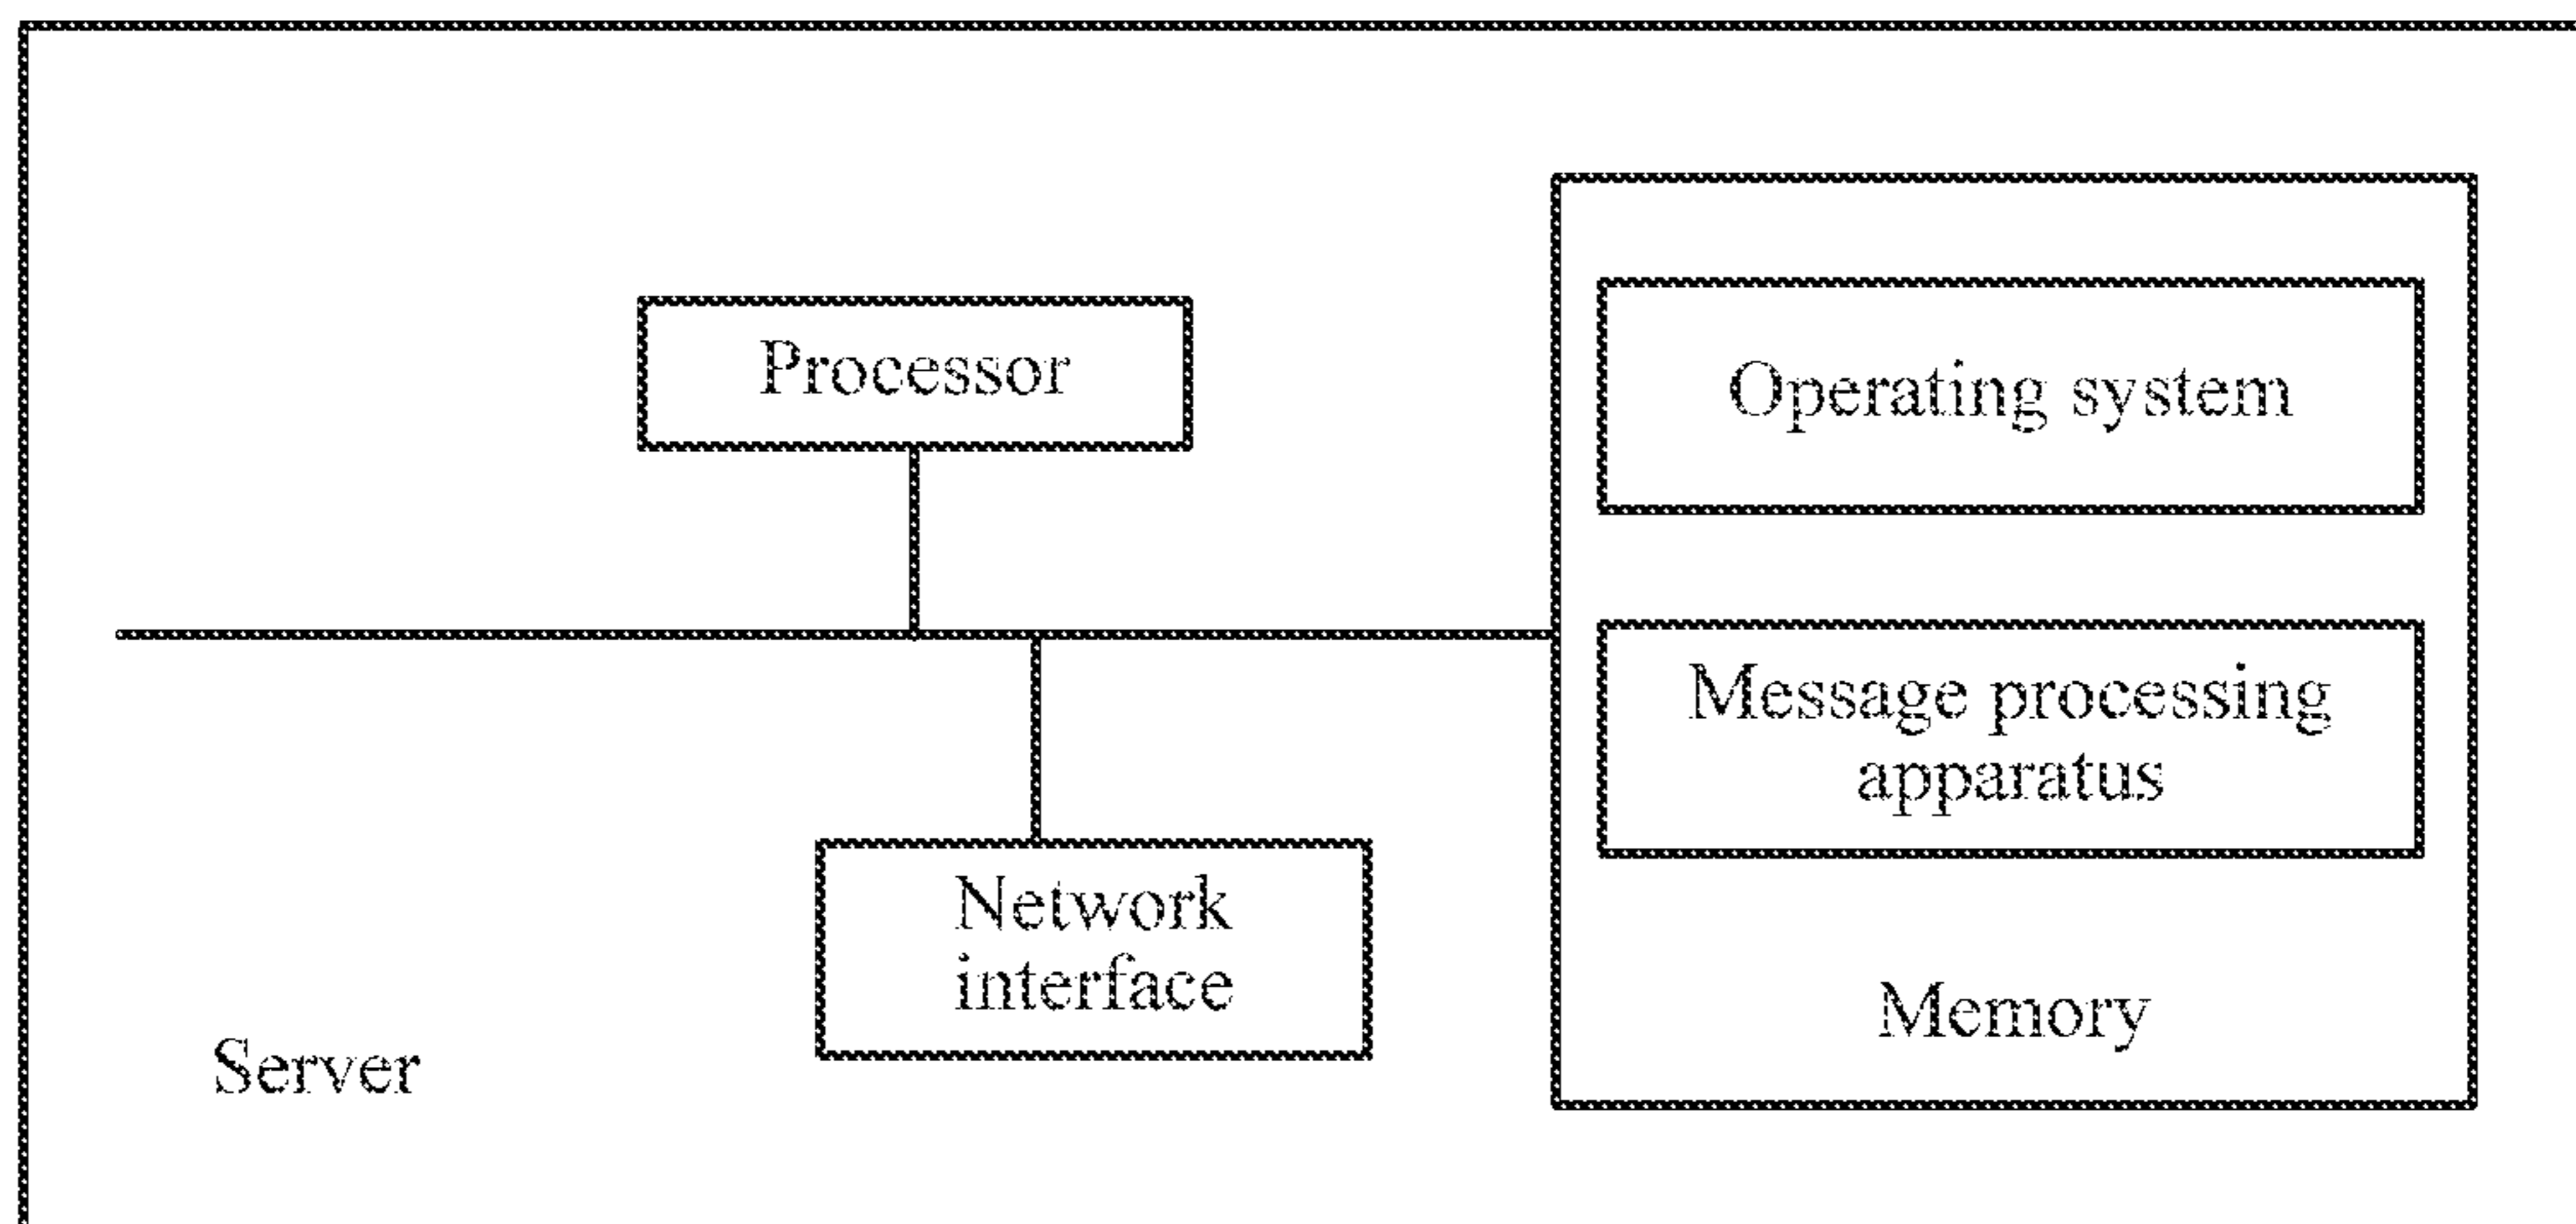 Processor
Operating system
Message processing
apparatus
Network
interface
Memory
Server